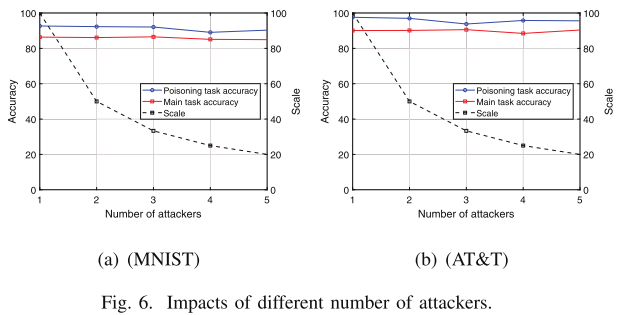 100 100
80 80
60 60
40 40
20 20
0 0
1 2 3 4 5
Accuracy
Scale
Number of attackers
Poisoning task accuracy
Main task accuracy
Scale
(a) (MNIST)
100 100
80 80
60 60
40 40
20 20
0 0
1 2 3 4 5
Accuracy
Scale
Number of attackers
Poisoning task accuracy
Main task accuracy
Scale
(b) (AT&T)
Fig. 6. Impacts of different number of attackers.